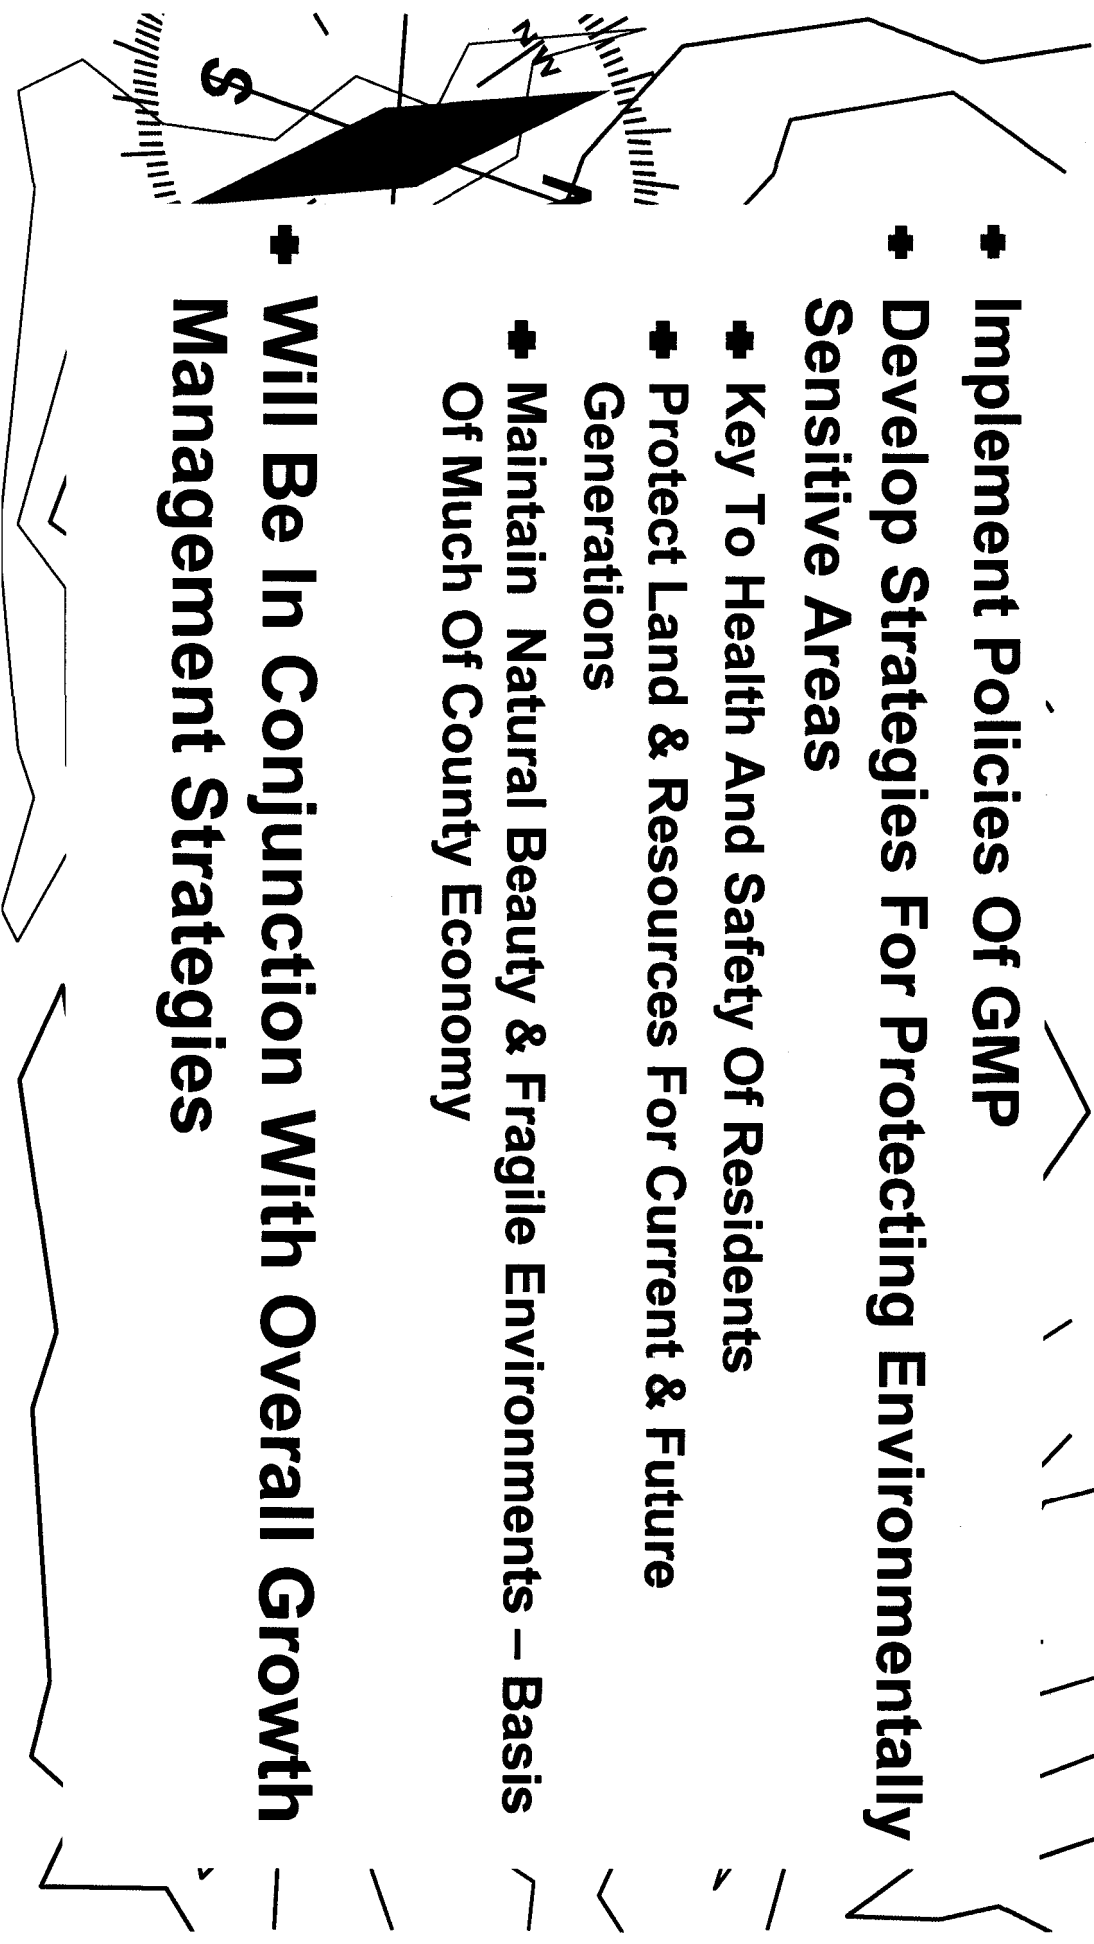 Implement Policies Of GMP
Develop Strategies For Protecting Environmentally
Sensitive Areas
Key To Health And Safety Of Residents
Protect Land & Resources For Current & Future
Generations
Maintain Natural Beauty & Fragile Environments – Basis
Of Much Of County Economy
Will Be In Conjunction With Overall Growth
Management Strategies
NW
S